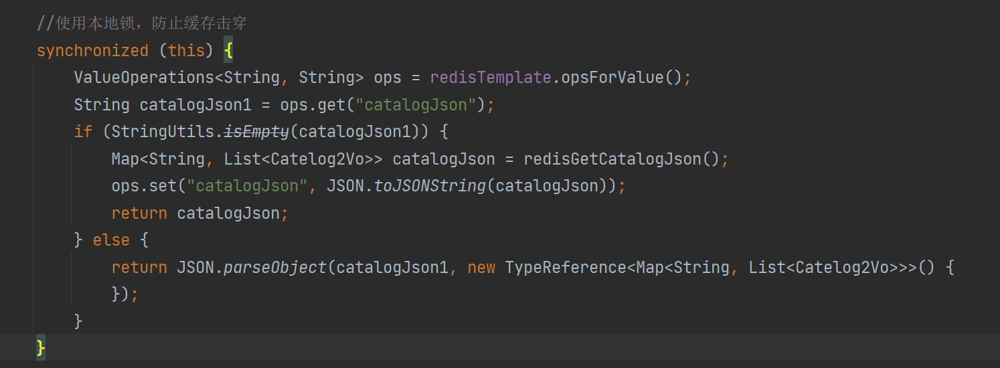 //使用本地锁，防止缓存击穿
synchronized (this) {
    ValueOperations<String, String> ops = redisTemplate.opsForValue();
    String catalogJson1 = ops.get("catalogJson");
    if (StringUtils.isEmpty(catalogJson1)) {
        Map<String, List<Catelog2Vo>> catalogJson = redisGetCatalogJson();
        ops.set("catalogJson", JSON.toJSONString(catalogJson));
        return catalogJson;
    } else {
        return JSON.parseObject(catalogJson1, new TypeReference<Map<String, List<Catelog2Vo>>>() {
        });
    }
}